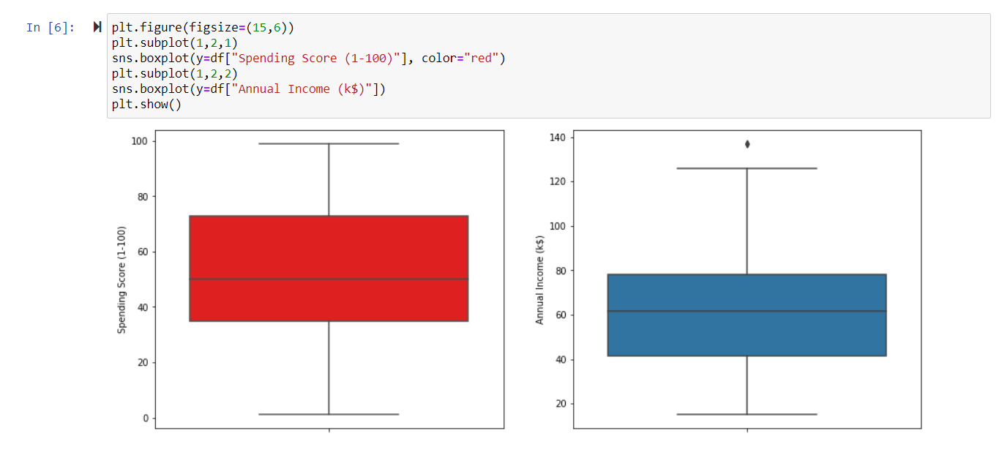 In [6]:
plt.figure(figsize=(15,6))
plt.subplot(1,2,1)
sns.boxplot(y=df["Spending Score (1-100)"], color="red")
plt.subplot(1,2,2)
sns.boxplot(y=df["Annual Income (k$)"])
plt.show()
100
80
60
40
20
0
Spending Score (1-100)
140
120
100
80
60
40
20
Annual Income (k$)